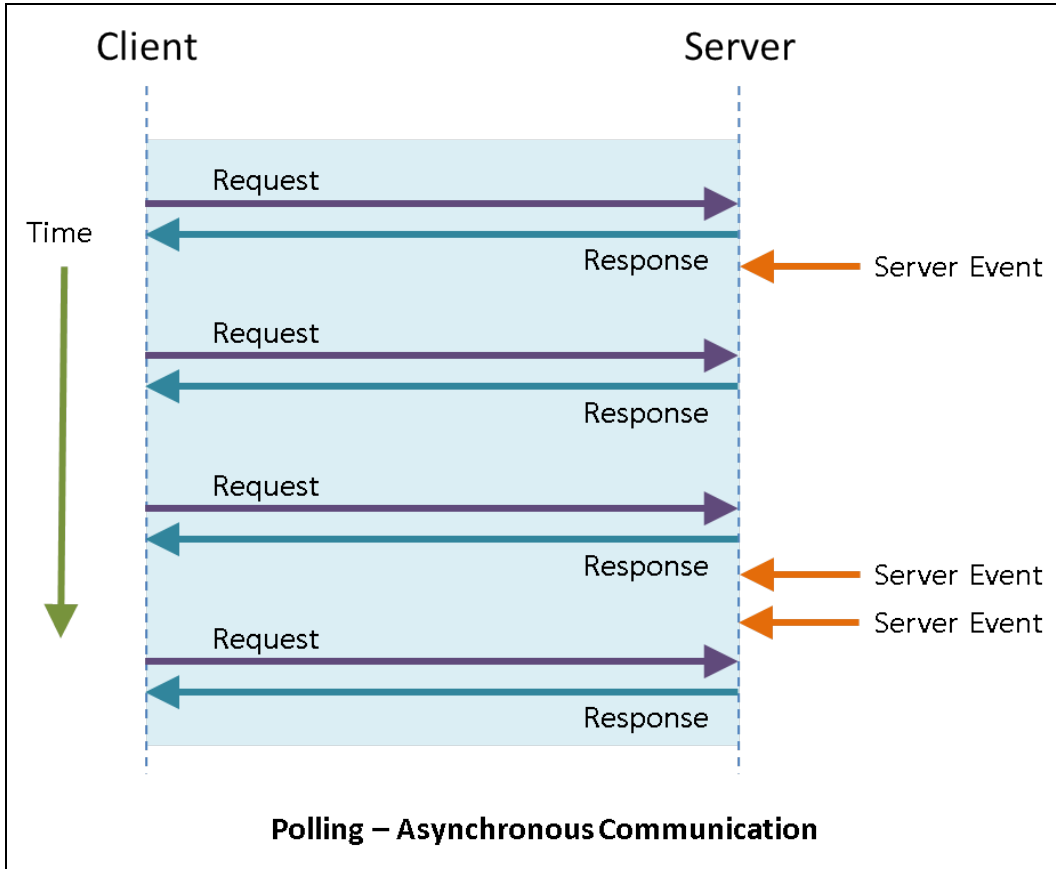 Client
Server
Request
Time
Response
Server Event
Request
Response
Request
Response
Server Event
Server Event
Request
Response
Polling – Asynchronous Communication